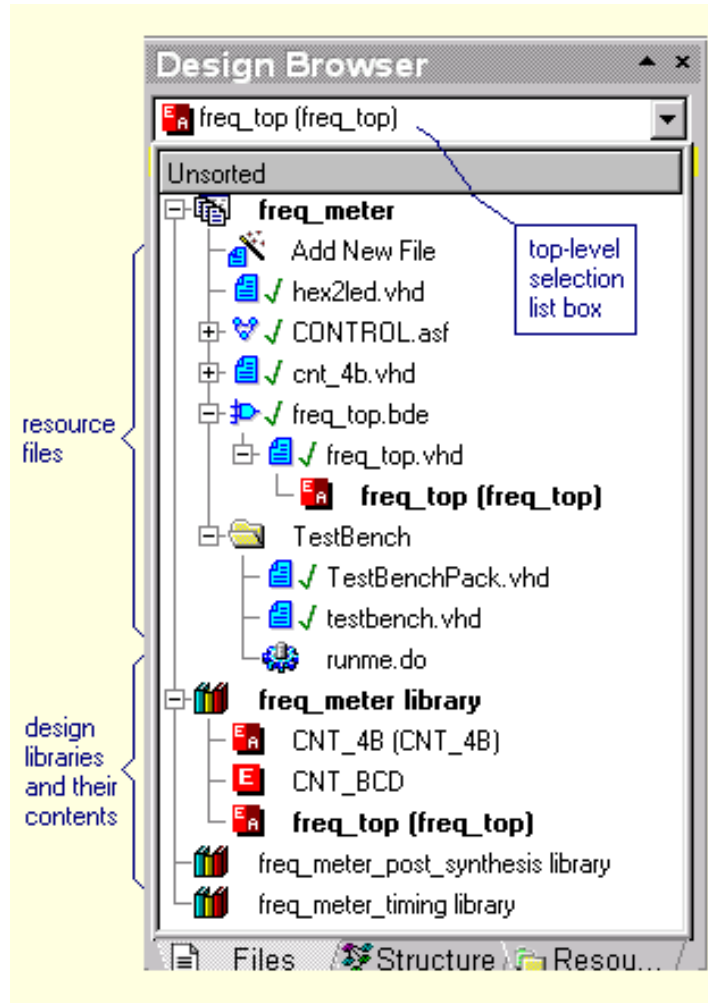 Design Browser
freq_top (freq_top)
Unsorted
freq_meter
Add New File
top-level
selection
list box
hex2led.vhd
CONTROL.asf
cnt_4b.vhd
freq_top.bde
resource
files
freq_top.vhd
freq_top (freq_top)
TestBench
TestBenchPack.vhd
testbench.vhd
runme.do
freq_meter library
design
libraries
and their
contents
CNT_4B (CNT_4B)
CNT_BCD
freq_top (freq_top)
freq_meter_post_synthesis library
freq_meter_timing library
Files Structure Resou...